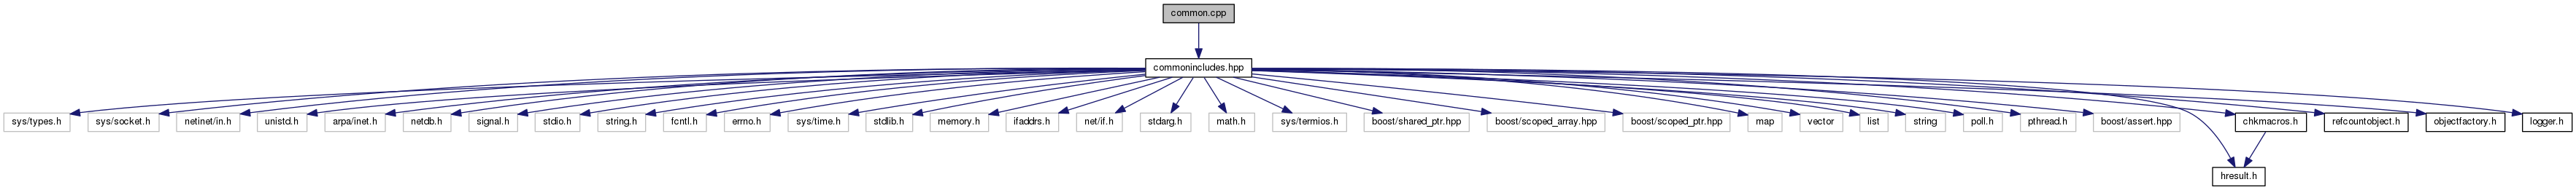 common.cpp
commonincludes.hpp
sys/types.h
sys/socket.h
netinet/in.h
unistd.h
arpa/inet.h
netdb.h
signal.h
stdio.h
string.h
fcntl.h
errno.h
sys/time.h
stdlib.h
memory.h
ifaddrs.h
net/if.h
stdarg.h
math.h
sys/termios.h
boost/shared_ptr.hpp
boost/scoped_array.hpp
boost/scoped_ptr.hpp
map
vector
list
string
poll.h
pthread.h
boost/assert.hpp
chkmacros.h
refcountobject.h
objectfactory.h
logger.h
hresult.h